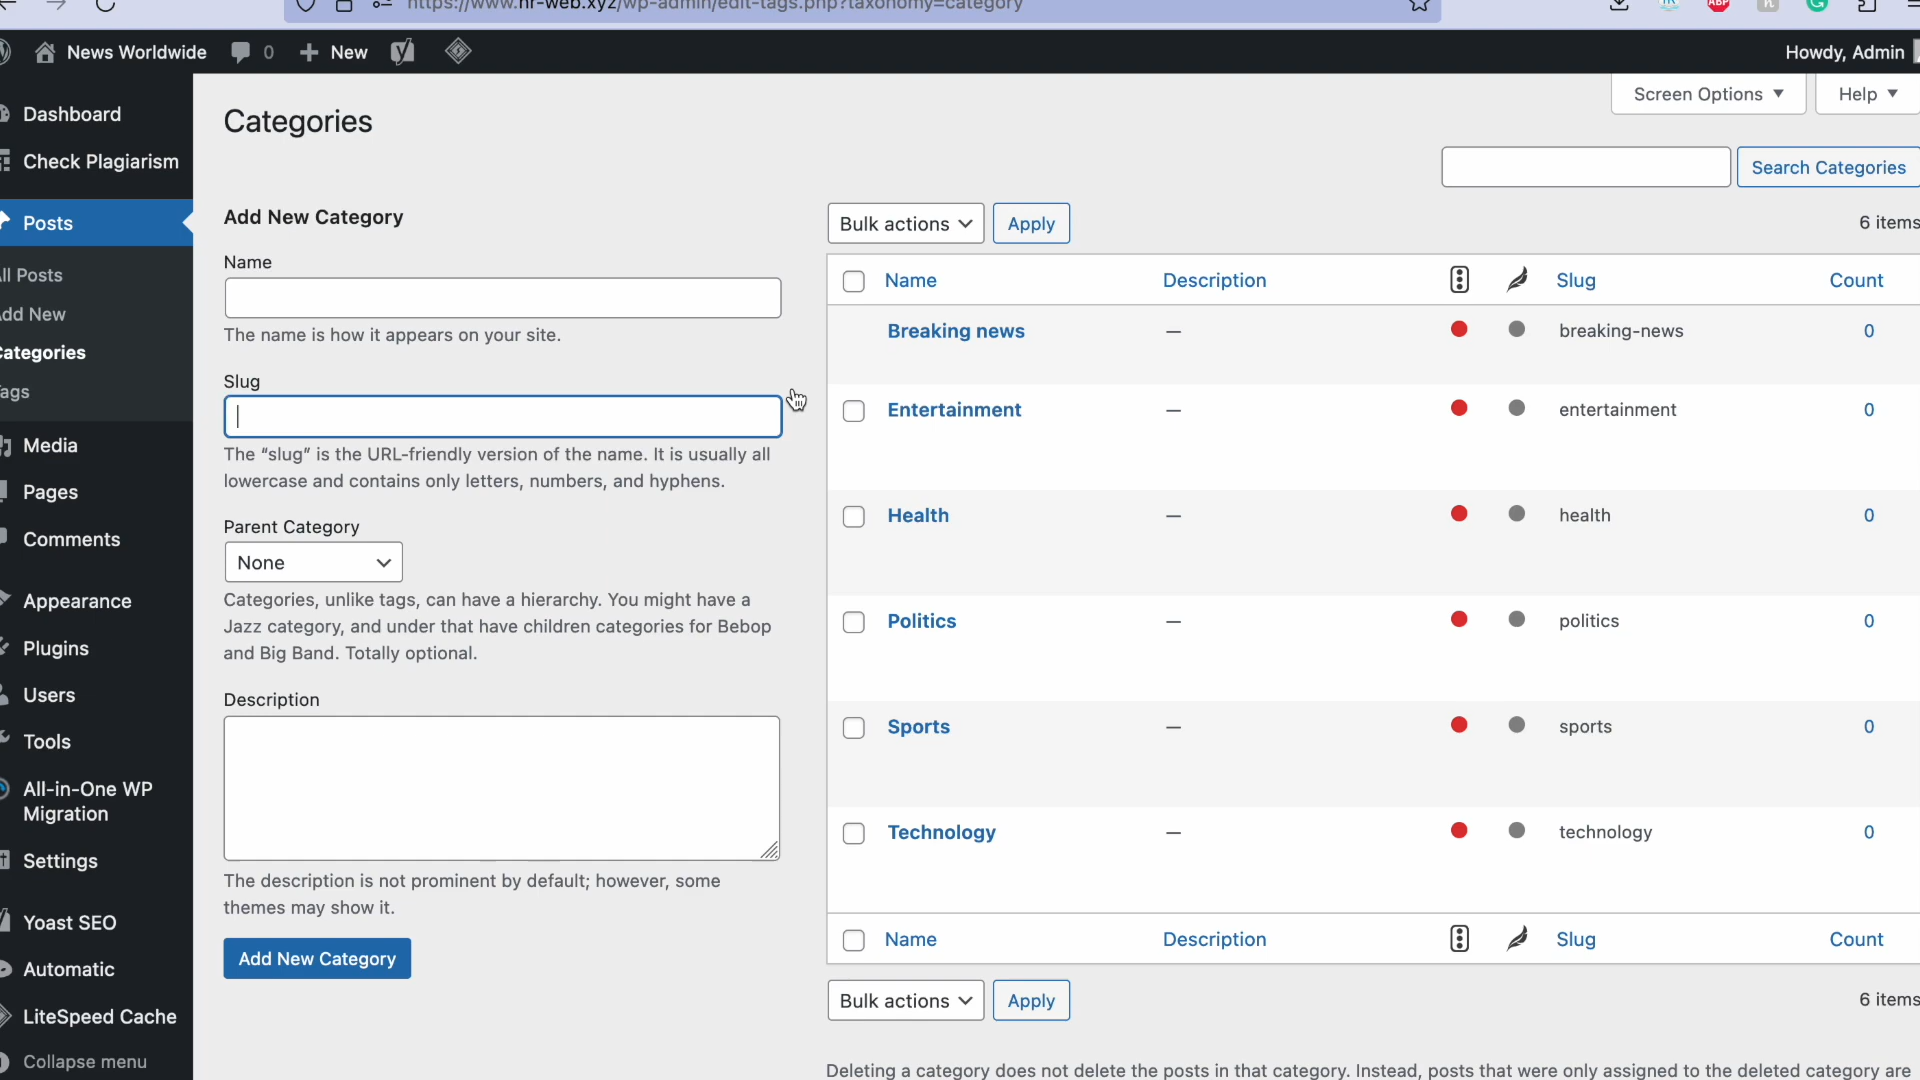 https://www.hr-web.xyz/wp-admin/edit-tags.php?taxonomy=category
ABP
News Worldwide 0 + New Howdy, Admin
Screen Options Help
Dashboard
Check Plagiarism
Posts
ll Posts
dd New
ategories
ags
Media
Pages
Comments
Appearance
Plugins
Users
Tools
All-in-One WP
Migration
Settings
Yoast SEO
Automatic
LiteSpeed Cache
Collapse menu
Categories
Search Categories
Add New Category
Name
The name is how it appears on your site.
Slug
The “slug” is the URL-friendly version of the name. It is usually all
lowercase and contains only letters, numbers, and hyphens.
Parent Category
None
Categories, unlike tags, can have a hierarchy. You might have a
Jazz category, and under that have children categories for Bebop
and Big Band. Totally optional.
Description
The description is not prominent by default; however, some
themes may show it.
Add New Category
Bulk actions Apply 6 items
Name Description Slug Count
Breaking news — breaking-news 0
Entertainment — entertainment 0
Health — health 0
Politics — politics 0
Sports — sports 0
Technology — technology 0
Name Description Slug Count
Bulk actions Apply 6 items
Deleting a category does not delete the posts in that category. Instead, posts that were only assigned to the deleted category are